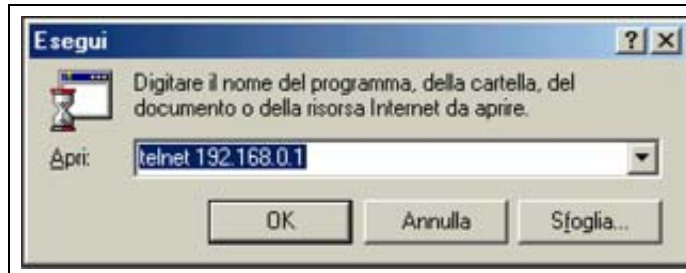 Esegui
Digitare il nome del programma, della cartella, del
documento o della risorsa Internet da aprire.
Apri: telnet 192.168.0.1
OK Annulla Sfoglia...